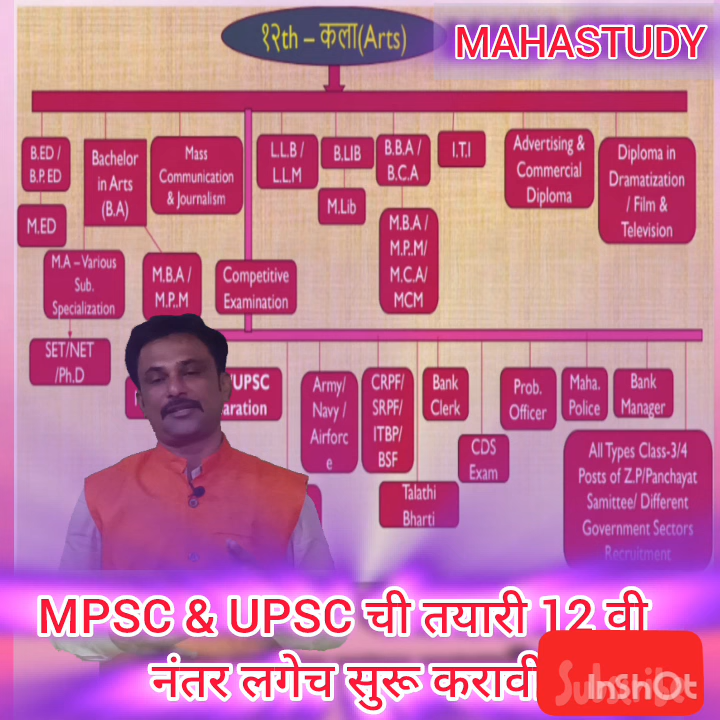 १२th – कला(Arts)
MAHASTUDY
B.ED /
B.P.ED
Bachelor
in Arts
(B.A)
Mass
Communication
& Journalism
L.L.B /
L.L.M
B.LIB
B.B.A /
B.C.A
I.T.I
Advertising &
Commercial
Diploma
Diploma in
Dramatization
/ Film &
Television
M.ED
M.Lib
M.A – Various
Sub.
Specialization
M.B.A /
M.P.M
Competitive
Examination
M.B.A /
M.P.M/
M.C.A/
MCM
SET/NET
/Ph.D
/UPSC
Army/
Navy /
Airforc
e
CRPF/
SRPF/
ITBP/
BSF
Bank
Clerk
Prob.
Officer
Maha.
Police
Bank
Manager
CDS
Exam
Talathi
Bharti
All Types Class-3/4
Posts of Z.P/Panchayat
Samittee/ Different
Government Sectors
Recruitment
MPSC & UPSC ची तयारी 12 वी
नंतर लगेच सुरू करावी
Subscribe
InShOt